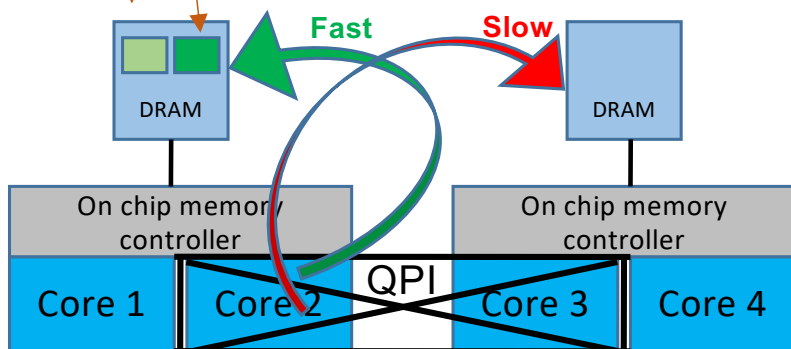 Fast
Slow
DRAM
DRAM
On chip memory
controller
On chip memory
controller
QPI
Core 1
Core 2
Core 3
Core 4